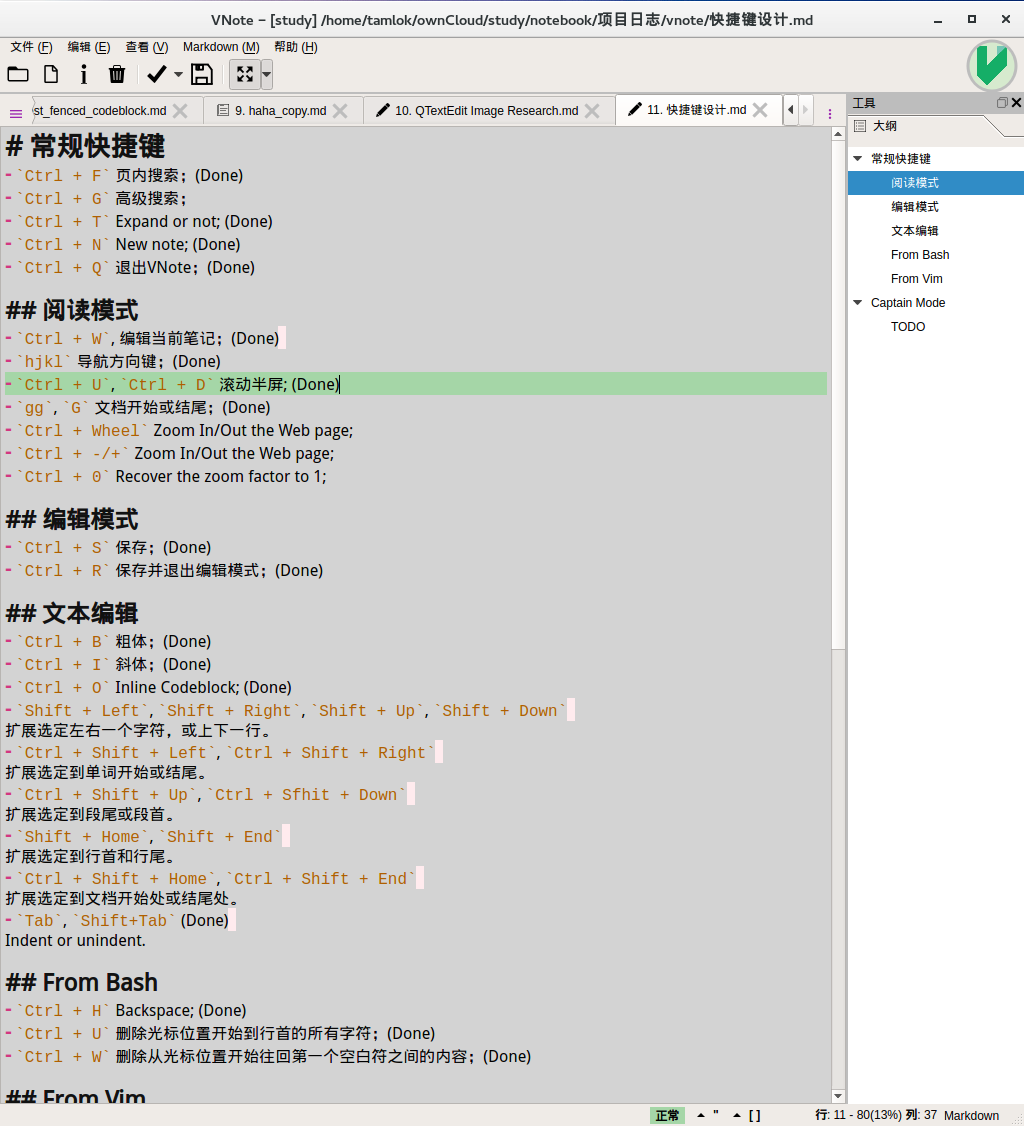 VNote – [study] /home/tamlok/ownCloud/study/notebook/项目日志/vnote/快捷键设计.md
文件 (F) 编辑 (E) 查看 (V) Markdown (M) 帮助 (H)
st_fenced_codeblock.md 9. haha_copy.md 10. QTextEdit Image Research.md 11. 快捷键设计.md
# 常规快捷键
- `Ctrl + F` 页内搜索；(Done)
- `Ctrl + G` 高级搜索；
- `Ctrl + T` Expand or not; (Done)
- `Ctrl + N` New note; (Done)
- `Ctrl + Q` 退出VNote；(Done)
## 阅读模式
- `Ctrl + W`, 编辑当前笔记；(Done)
- `hjkl` 导航方向键；(Done)
- `Ctrl + U`, `Ctrl + D` 滚动半屏; (Done)
- `gg`, `G` 文档开始或结尾；(Done)
- `Ctrl + Wheel` Zoom In/Out the Web page;
- `Ctrl + -/+` Zoom In/Out the Web page;
- `Ctrl + 0` Recover the zoom factor to 1;
## 编辑模式
- `Ctrl + S` 保存；(Done)
- `Ctrl + R` 保存并退出编辑模式；(Done)
## 文本编辑
- `Ctrl + B` 粗体；(Done)
- `Ctrl + I` 斜体；(Done)
- `Ctrl + O` Inline Codeblock; (Done)
- `Shift + Left`, `Shift + Right`, `Shift + Up`, `Shift + Down`
扩展选定左右一个字符，或上下一行。
- `Ctrl + Shift + Left`, `Ctrl + Shift + Right`
扩展选定到单词开始或结尾。
- `Ctrl + Shift + Up`, `Ctrl + Sfhit + Down`
扩展选定到段尾或段首。
- `Shift + Home`, `Shift + End`
扩展选定到行首和行尾。
- `Ctrl + Shift + Home`, `Ctrl + Shift + End`
扩展选定到文档开始处或结尾处。
- `Tab`, `Shift+Tab` (Done)
Indent or unindent.
## From Bash
- `Ctrl + H` Backspace; (Done)
- `Ctrl + U` 删除光标位置开始到行首的所有字符；(Done)
- `Ctrl + W` 删除从光标位置开始往回第一个空白符之间的内容；(Done)
## From Vim
工具
大纲
常规快捷键
阅读模式
编辑模式
文本编辑
From Bash
From Vim
Captain Mode
TODO
正常 " [ ] 行: 11 - 80(13%) 列: 37 Markdown